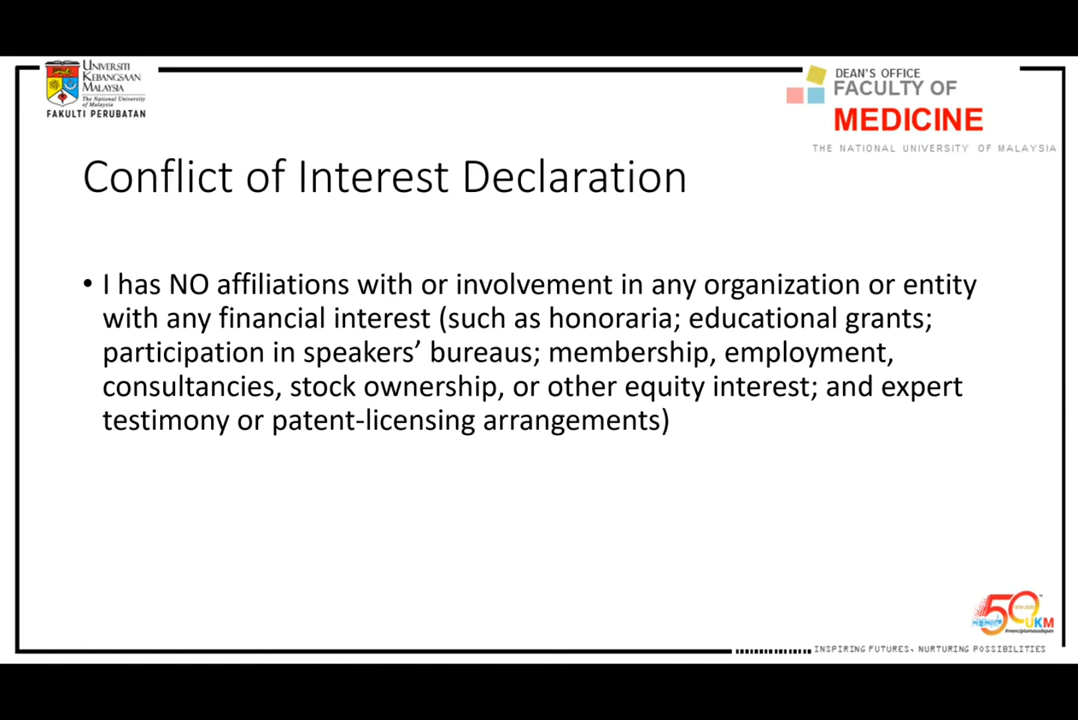 UNIVERSITI
KEBANGSAAN
MALAYSIA
The National University
of Malaysia
FAKULTI PERUBATAN
DEAN'S OFFICE
FACULTY OF
MEDICINE
THE NATIONAL UNIVERSITY OF MALAYSIA
Conflict of Interest Declaration
• I has NO affiliations with or involvement in any organization or entity
with any financial interest (such as honoraria; educational grants;
participation in speakers’ bureaus; membership, employment,
consultancies, stock ownership, or other equity interest; and expert
testimony or patent-licensing arrangements)
50
UKM
INSPIRING FUTURES, NURTURING POSSIBILITIES